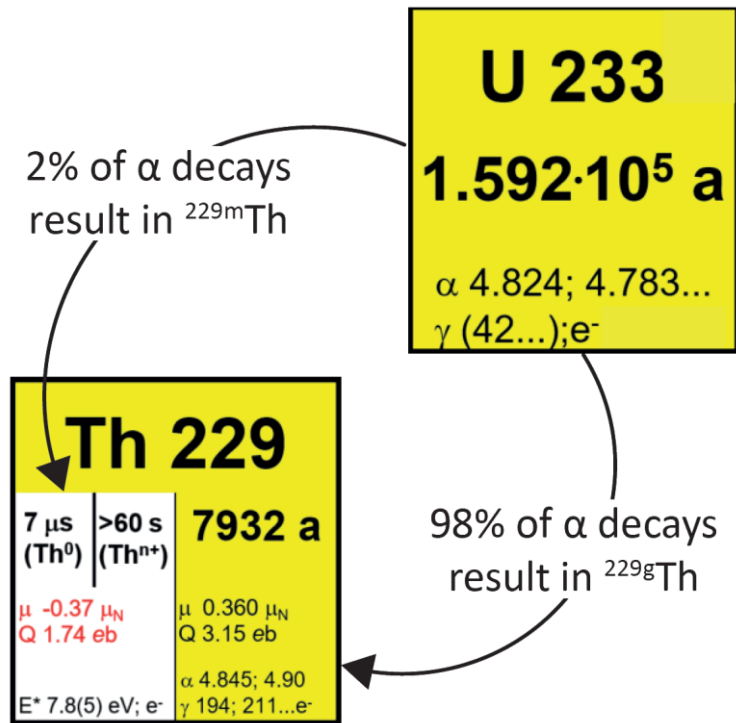 U 233
1.592·10⁵ a
α 4.824; 4.783...
γ (42...);e⁻
2% of α decays
result in ²²⁹ᵐTh
Th 229
7 μs
(Th⁰)
>60 s
(Thⁿ⁺)
μ -0.37 μ_N
Q 1.74 eb
E* 7.8(5) eV; e⁻
7932 a
μ 0.360 μ_N
Q 3.15 eb
α 4.845; 4.90
γ 194; 211...e⁻
98% of α decays
result in ²²⁹ᵍTh